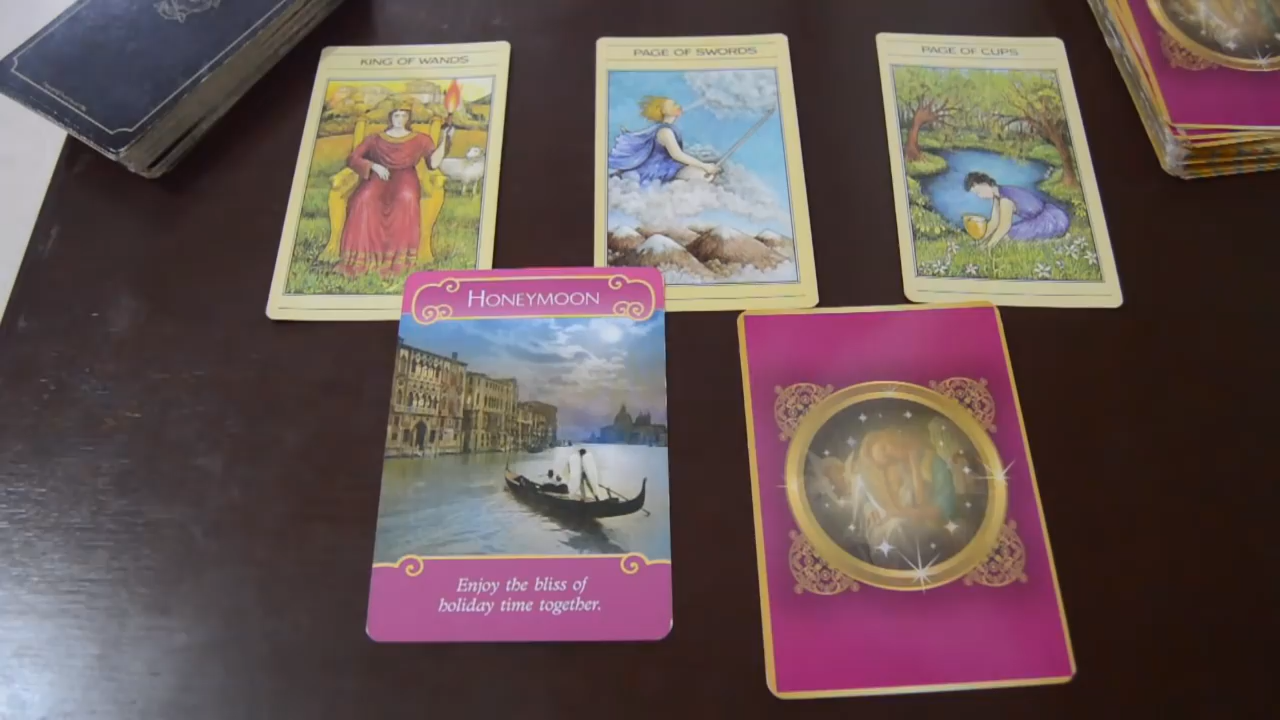 KING OF WANDS
PAGE OF SWORDS
PAGE OF CUPS
HONEYMOON
Enjoy the bliss of
holiday time together.